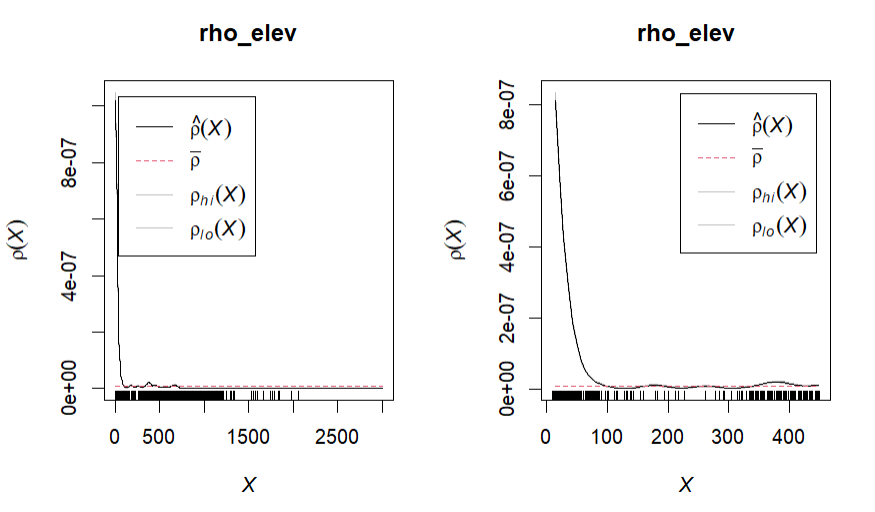 rho_elev
ρ(X)
0e+00
4e-07
8e-07
ρ̂(X)
ρ̅
ρhi(X)
ρlo(X)
0
500
1500
2500
X
rho_elev
ρ(X)
0e+00
2e-07
4e-07
6e-07
8e-07
ρ̂(X)
ρ̅
ρhi(X)
ρlo(X)
0
100
200
300
400
X